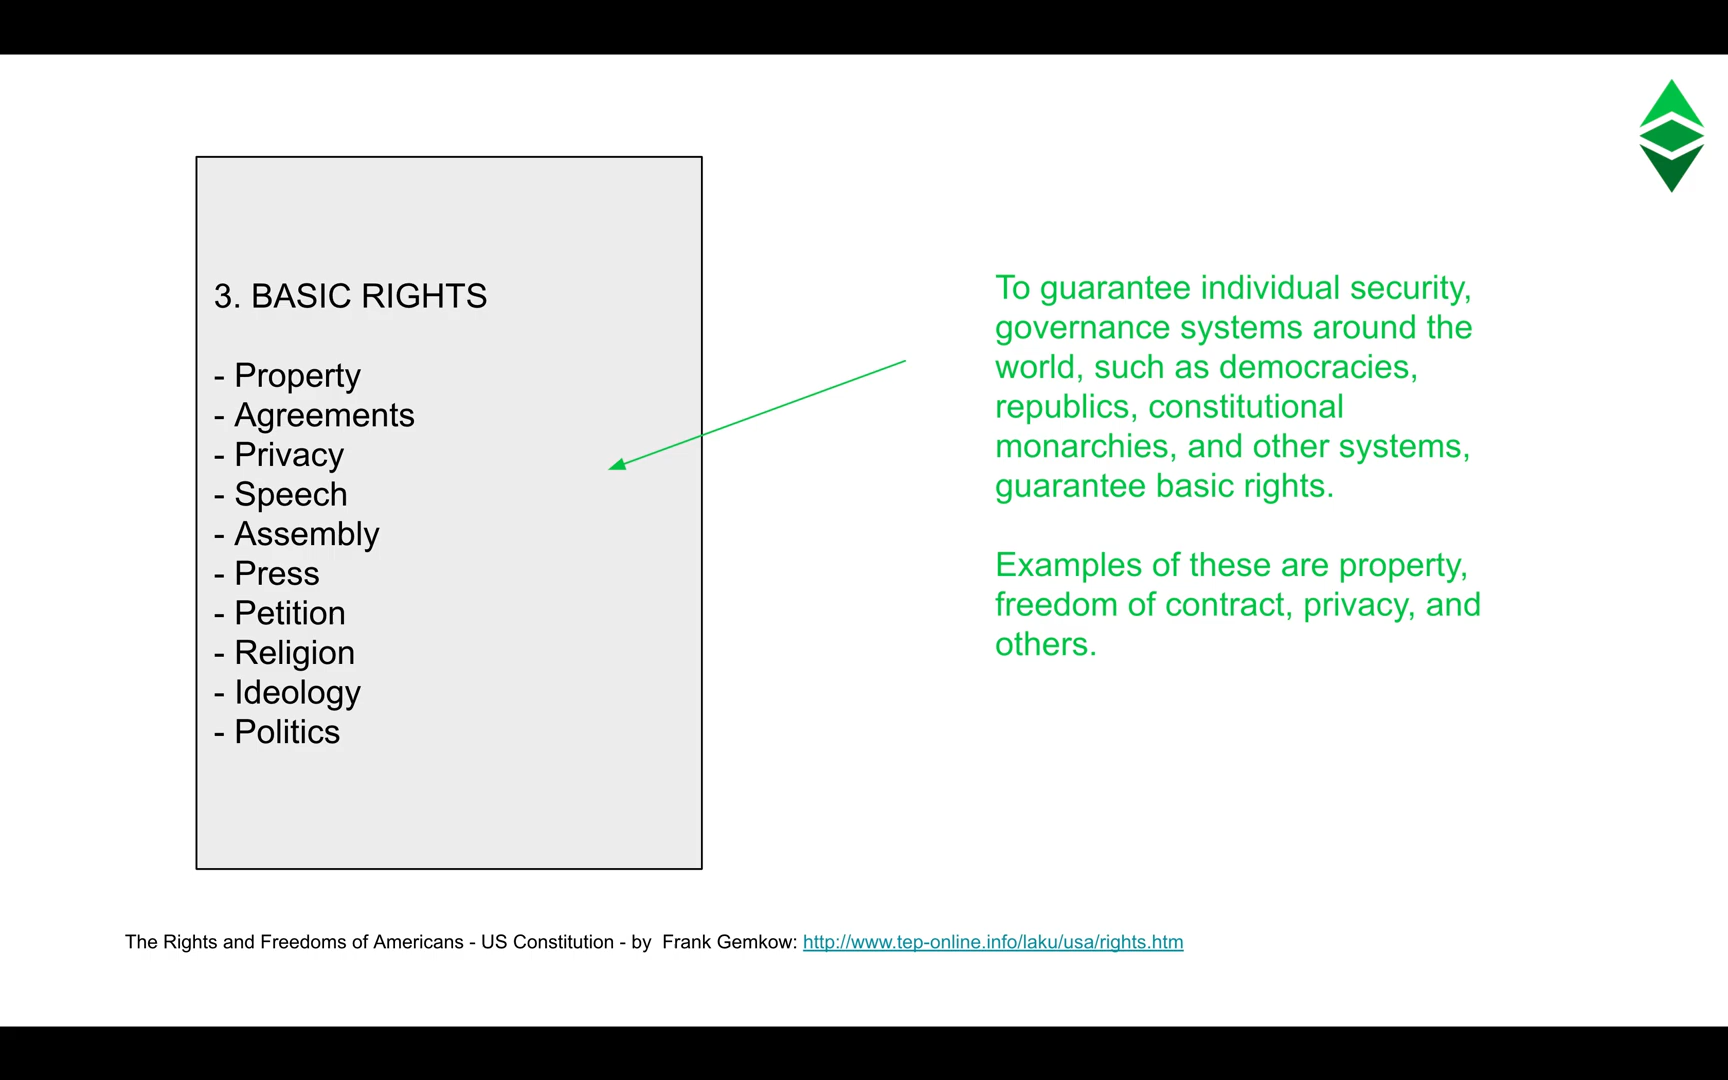 3. BASIC RIGHTS
- Property
- Agreements
- Privacy
- Speech
- Assembly
- Press
- Petition
- Religion
- Ideology
- Politics
To guarantee individual security,
governance systems around the
world, such as democracies,
republics, constitutional
monarchies, and other systems,
guarantee basic rights.
Examples of these are property,
freedom of contract, privacy, and
others.
The Rights and Freedoms of Americans - US Constitution - by  Frank Gemkow: http://www.tep-online.info/laku/usa/rights.htm